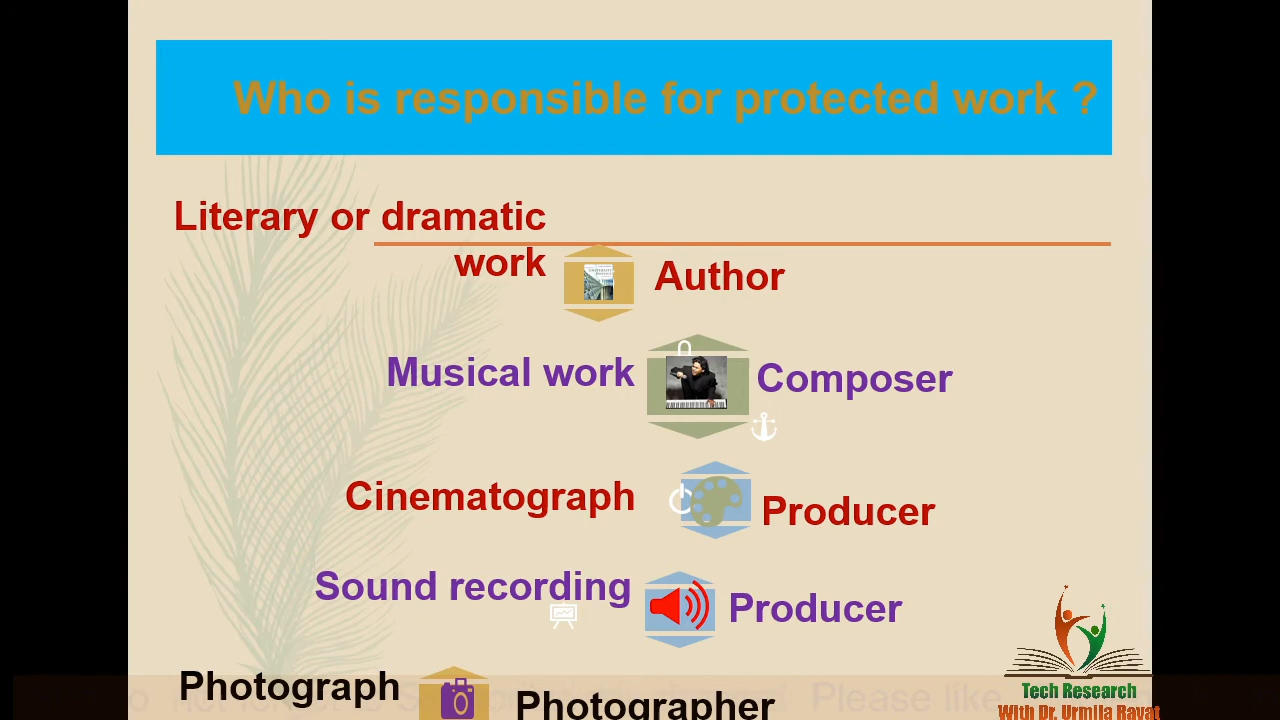 Who is responsible for protected work ?
Literary or dramatic
work
Author
Musical work
Composer
Cinematograph
Producer
Sound recording
Producer
Photograph
Photographer
Please like
Tech Research
With Dr. Urmila Ravat